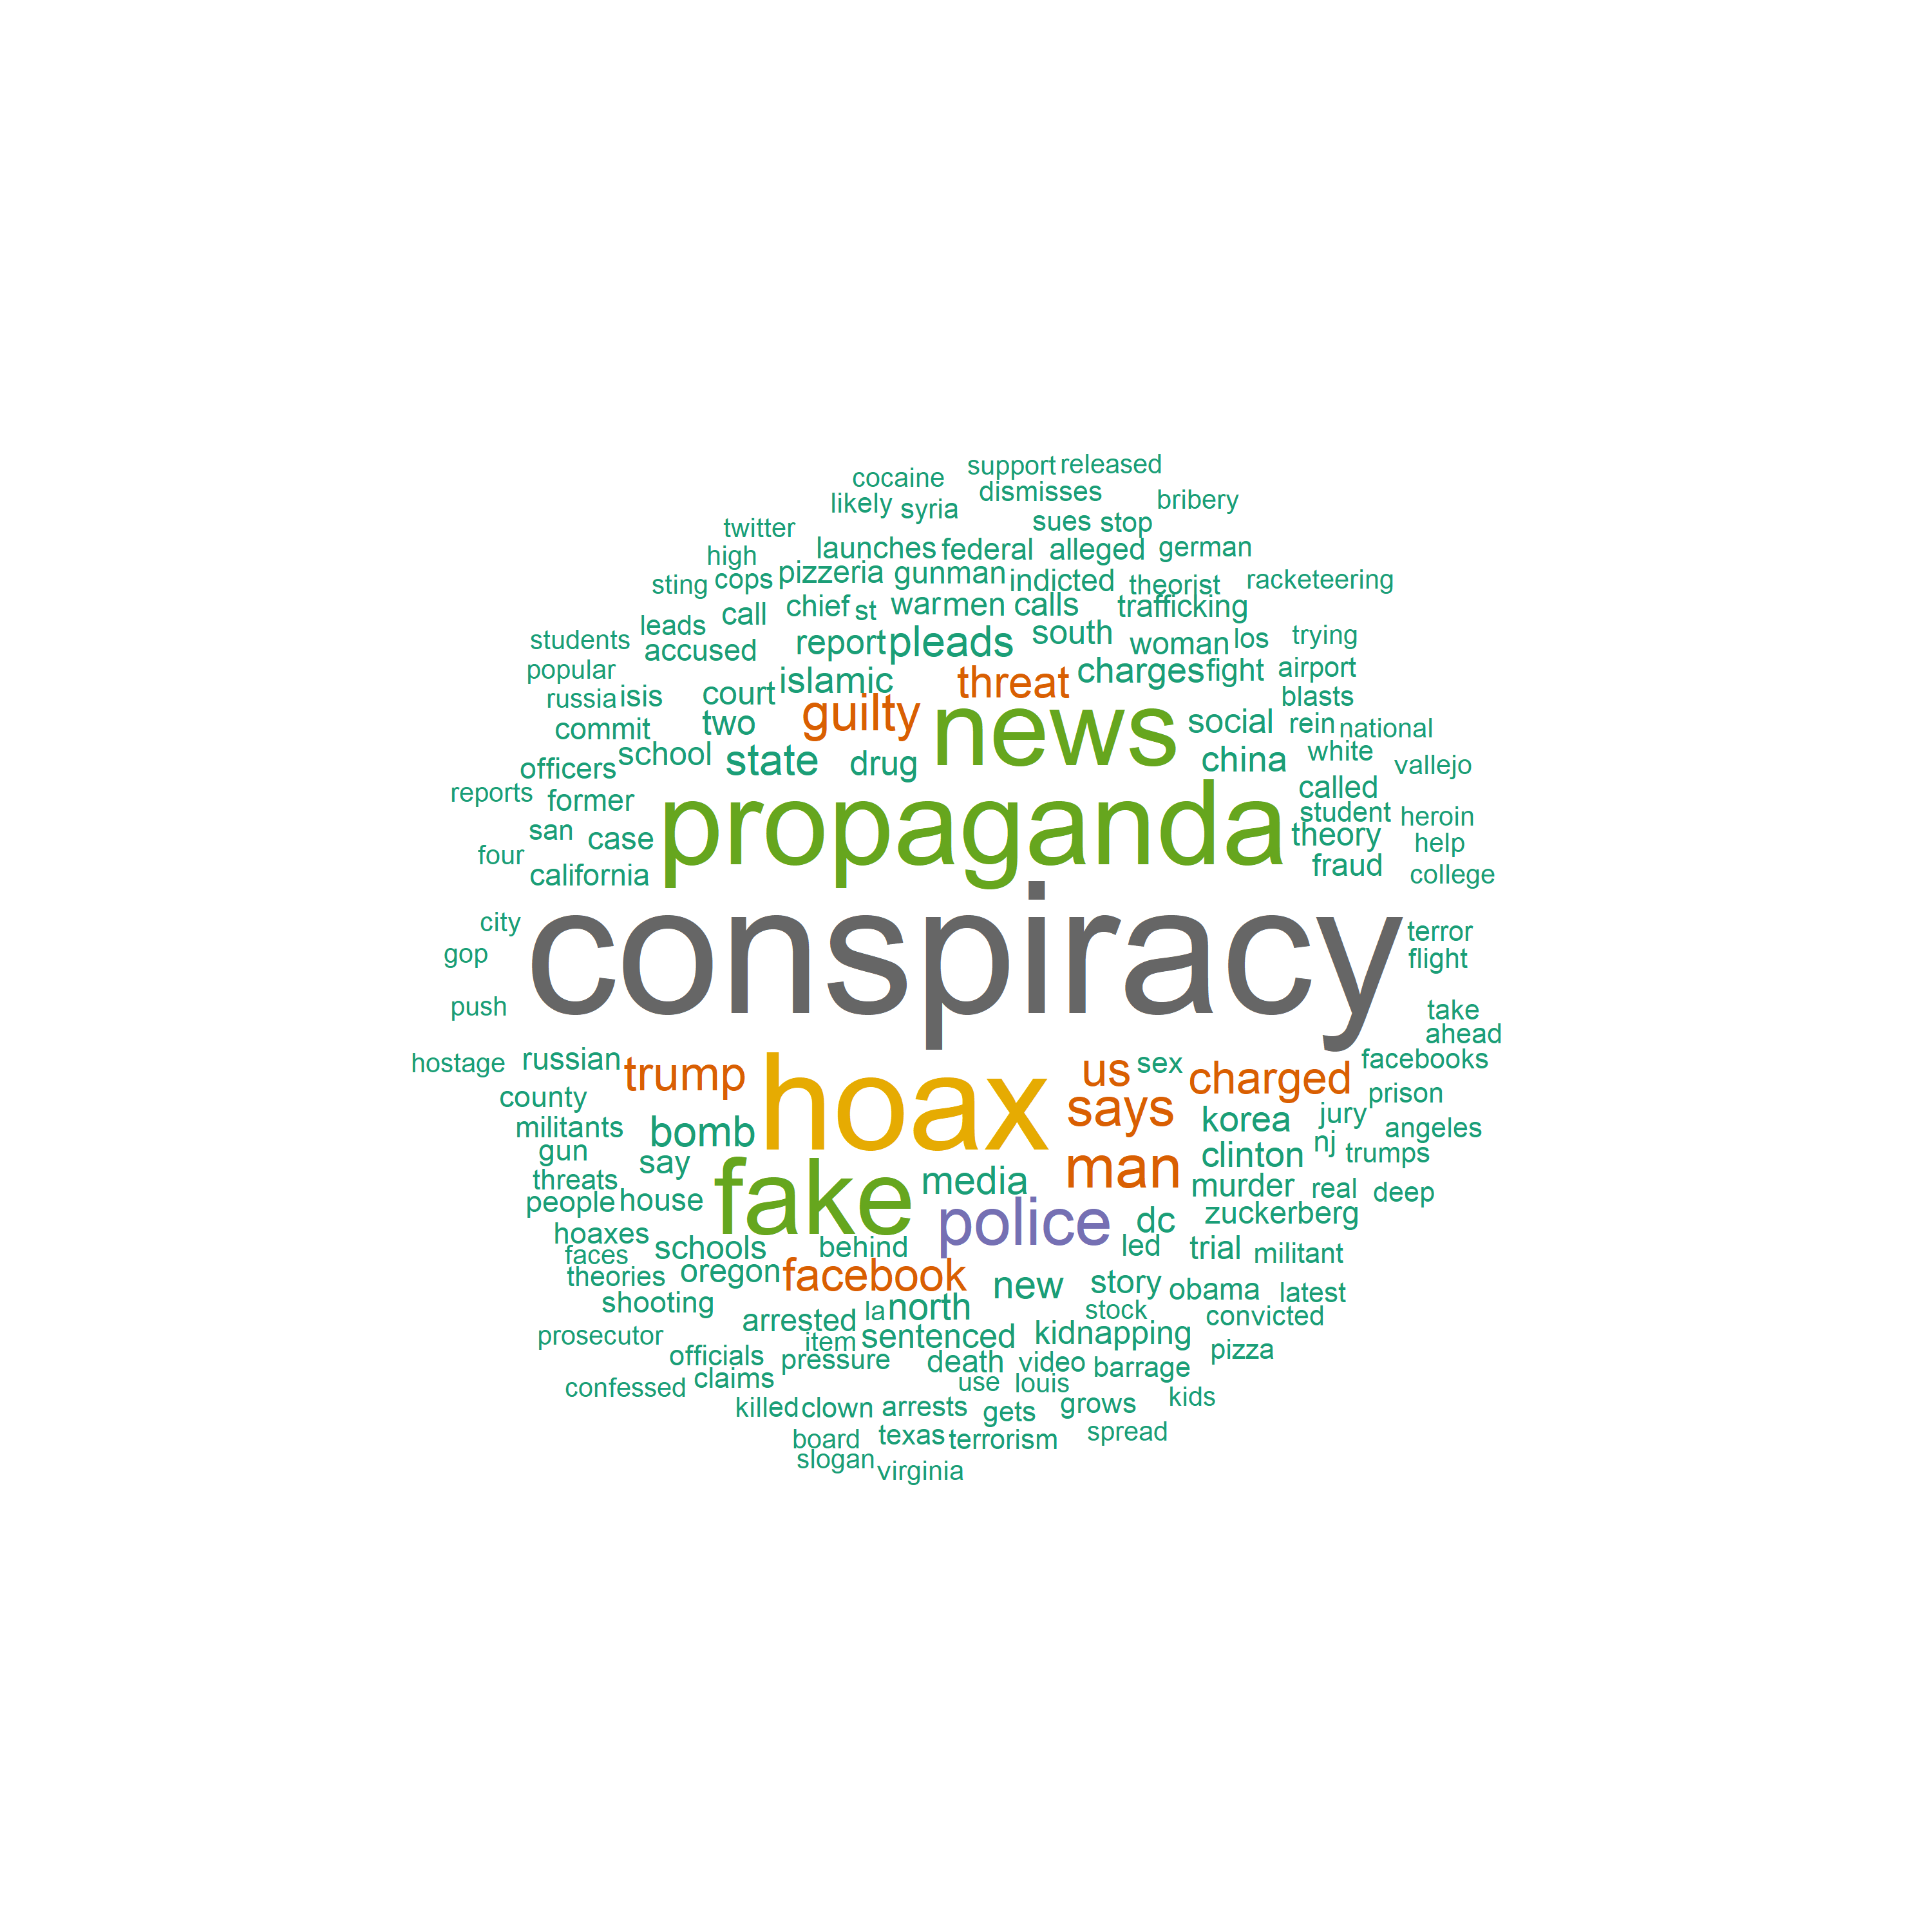 support released
cocaine
dismisses
likely syria bribery
twitter sues stop
high launches federal alleged german
sting cops pizzeria gunman indicted theorist racketeering
call chief st war men calls trafficking
students leads report pleads south woman los trying
popular accused islamic threat charges fight airport
russia isis court guilty news social blasts
commit two rein national
officers school state drug china white vallejo
reports former propaganda called
san case student heroin
four theory help
california fraud college
city conspiracy terror
gop flight
push take
ahead
hostage russian trump hoax us sex charged facebooks
county says prison
militants bomb korea jury angeles
gun say clinton nj trumps
threats fake media man murder real deep
people house police dc zuckerberg
hoaxes schools behind led trial militant
faces
theories oregon facebook new story obama latest
shooting arrested la north stock convicted
prosecutor item sentenced kidnapping pizza
officials pressure death video barrage
confessed claims use louis kids
killed clown arrests gets grows
board texas terrorism spread
slogan virginia